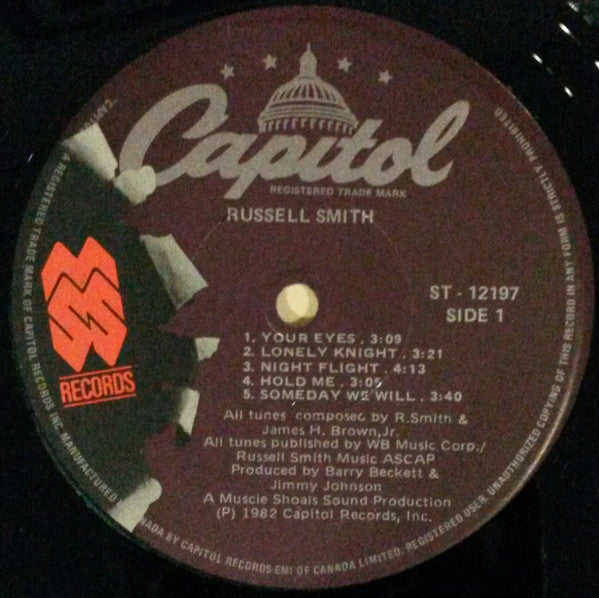 Capitol
REGISTERED TRADE MARK
RUSSELL SMITH
MSS
RECORDS
ST - 12197
SIDE 1
1. YOUR EYES . 3:09
2. LONELY KNIGHT . 3:21
3. NIGHT FLIGHT . 4:13
4. HOLD ME . 3:05
5. SOMEDAY WE WILL . 3:40
All tunes composed by R.Smith &
James H. Brown,Jr.
All tunes published by WB Music Corp./
Russell Smith Music ASCAP
Produced by Barry Beckett &
Jimmy Johnson
A Muscle Shoals Sound Production
(P) 1982 Capitol Records, Inc.
A REGISTERED TRADE MARK OF CAPITOL RECORDS INC. MANUFACTURED
NADA BY CAPITOL RECORDS-EMI OF CANADA LIMITED. REGISTERED USER. UNAUTHORIZED COPYING OF THIS RECORD IN ANY FORM IS STRICTLY PROHIBITED